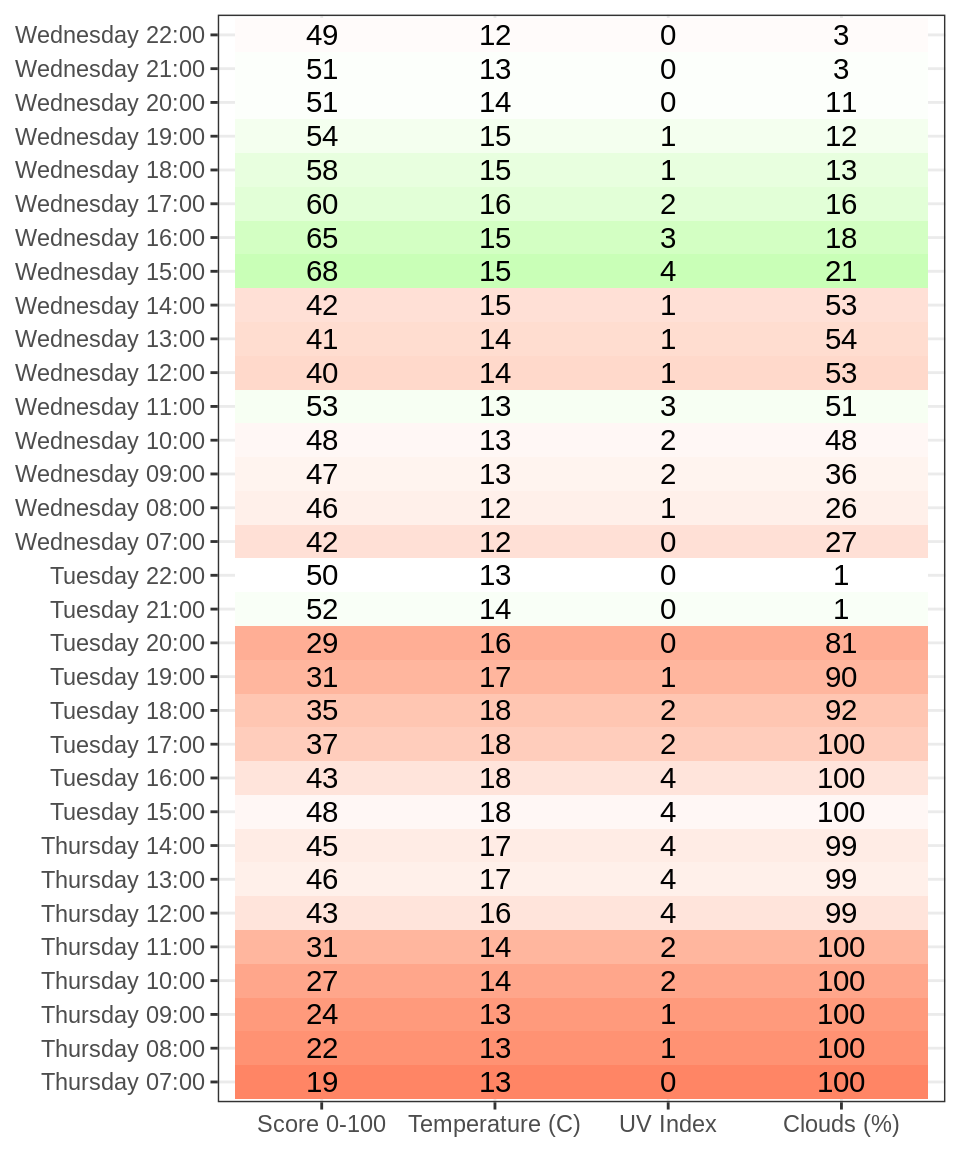 Wednesday 22:00 49 12 0 3
Wednesday 21:00 51 13 0 3
Wednesday 20:00 51 14 0 11
Wednesday 19:00 54 15 1 12
Wednesday 18:00 58 15 1 13
Wednesday 17:00 60 16 2 16
Wednesday 16:00 65 15 3 18
Wednesday 15:00 68 15 4 21
Wednesday 14:00 42 15 1 53
Wednesday 13:00 41 14 1 54
Wednesday 12:00 40 14 1 53
Wednesday 11:00 53 13 3 51
Wednesday 10:00 48 13 2 48
Wednesday 09:00 47 13 2 36
Wednesday 08:00 46 12 1 26
Wednesday 07:00 42 12 0 27
Tuesday 22:00 50 13 0 1
Tuesday 21:00 52 14 0 1
Tuesday 20:00 29 16 0 81
Tuesday 19:00 31 17 1 90
Tuesday 18:00 35 18 2 92
Tuesday 17:00 37 18 2 100
Tuesday 16:00 43 18 4 100
Tuesday 15:00 48 18 4 100
Thursday 14:00 45 17 4 99
Thursday 13:00 46 17 4 99
Thursday 12:00 43 16 4 99
Thursday 11:00 31 14 2 100
Thursday 10:00 27 14 2 100
Thursday 09:00 24 13 1 100
Thursday 08:00 22 13 1 100
Thursday 07:00 19 13 0 100
Score 0-100 Temperature (C) UV Index Clouds (%)